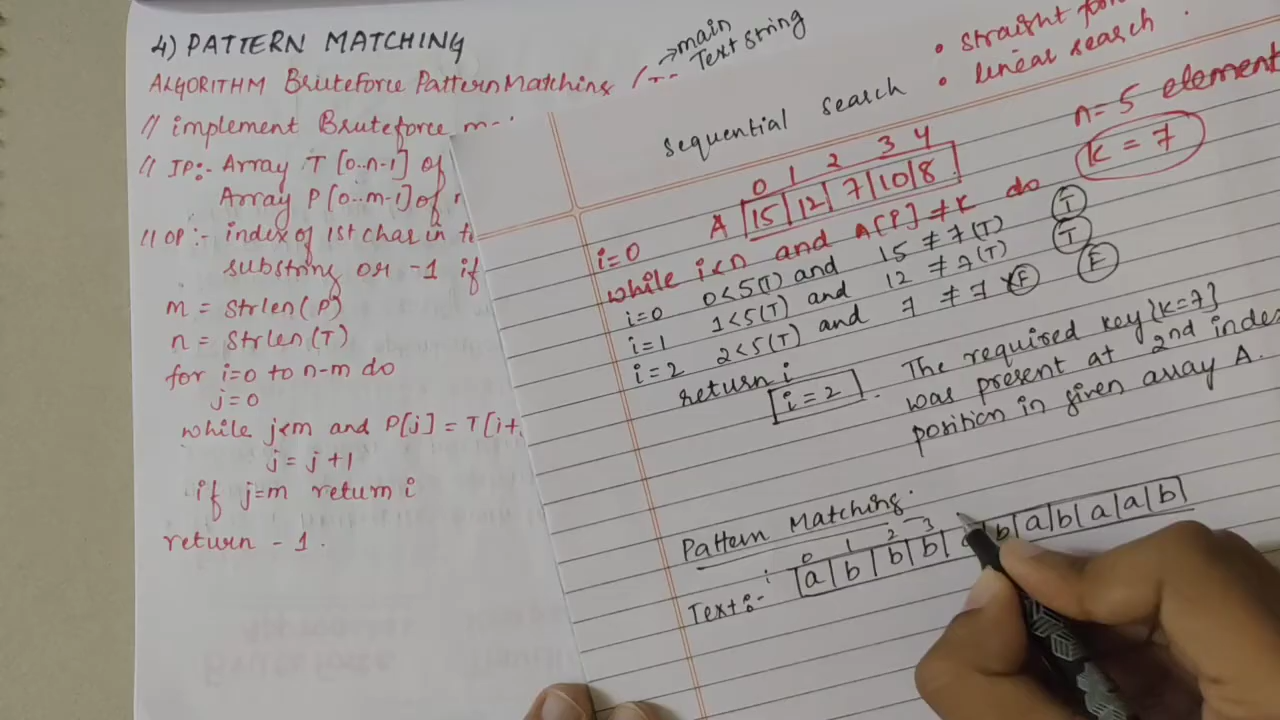 4) PATTERN MATCHING
ALGORITHM Bruteforce Pattern Matching
main
Text string
// implement Bruteforce
// IP:- Array T [0..n-1] of
Array P [0..m-1] of
// OP:- index of 1st char in
substring or -1 if
m = Strlen(P)
n = Strlen(T)
for i=0 to n-m do
j=0
while j<m and P[j] = T[i+
j= j+1
if j=m return i
return -1.
sequential search
• straight
• linear search.
n=5 element
k = 7
0 1 2 3 4
A |15|12|7|10|8|
i=0
while i<n and A[P] ≠ K do
i=0 0<5(T) and 15 ≠ 7(T) T
i=1 1<5(T) and 12 ≠ 7(T) T
i=2 2<5(T) and 7 ≠ 7 F F
return i
i = 2
The required key {K=7}
was present at 2nd index
position in given array A.
Pattern Matching.
i 0 1 2 3
Text:- |a|b|b|b| b|a|b|a|a|b|